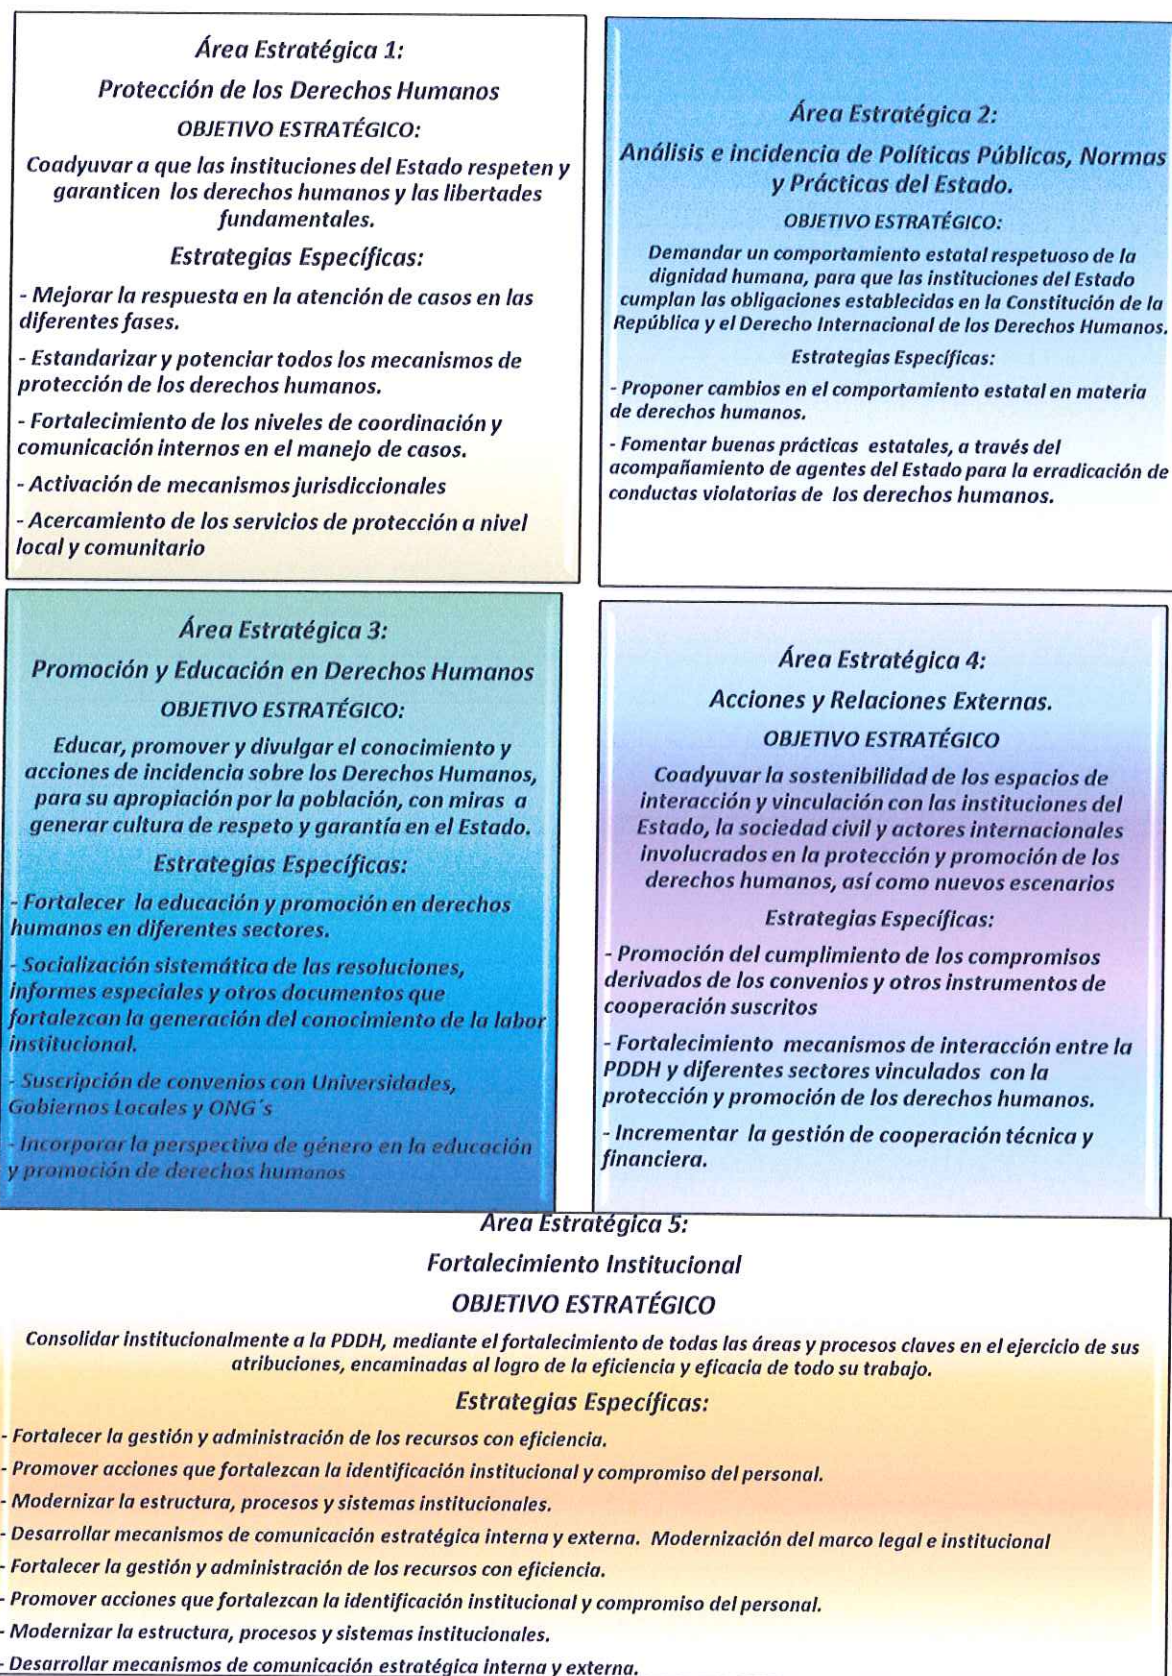 Área Estratégica 1:
Protección de los Derechos Humanos
OBJETIVO ESTRATÉGICO:
Coadyuvar a que las instituciones del Estado respeten y
garanticen los derechos humanos y las libertades
fundamentales.
Estrategias Específicas:
- Mejorar la respuesta en la atención de casos en las
diferentes fases.
- Estandarizar y potenciar todos los mecanismos de
protección de los derechos humanos.
- Fortalecimiento de los niveles de coordinación y
comunicación internos en el manejo de casos.
- Activación de mecanismos jurisdiccionales
- Acercamiento de los servicios de protección a nivel
local y comunitario
Área Estratégica 2:
Análisis e incidencia de Políticas Públicas, Normas
y Prácticas del Estado.
OBJETIVO ESTRATÉGICO:
Demandar un comportamiento estatal respetuoso de la
dignidad humana, para que las instituciones del Estado
cumplan las obligaciones establecidas en la Constitución de la
República y el Derecho Internacional de los Derechos Humanos.
Estrategias Específicas:
- Proponer cambios en el comportamiento estatal en materia
de derechos humanos.
- Fomentar buenas prácticas estatales, a través del
acompañamiento de agentes del Estado para la erradicación de
conductas violatorias de los derechos humanos.
Área Estratégica 3:
Promoción y Educación en Derechos Humanos
OBJETIVO ESTRATÉGICO:
Educar, promover y divulgar el conocimiento y
acciones de incidencia sobre los Derechos Humanos,
para su apropiación por la población, con miras a
generar cultura de respeto y garantía en el Estado.
Estrategias Específicas:
- Fortalecer la educación y promoción en derechos
humanos en diferentes sectores.
- Socialización sistemática de las resoluciones,
informes especiales y otros documentos que
fortalezcan la generación del conocimiento de la labor
institucional.
- Suscripción de convenios con Universidades,
Gobiernos Locales y ONG´s
- Incorporar la perspectiva de género en la educación
y promoción de derechos humanos
Área Estratégica 4:
Acciones y Relaciones Externas.
OBJETIVO ESTRATÉGICO
Coadyuvar la sostenibilidad de los espacios de
interacción y vinculación con las instituciones del
Estado, la sociedad civil y actores internacionales
involucrados en la protección y promoción de los
derechos humanos, así como nuevos escenarios
Estrategias Específicas:
- Promoción del cumplimiento de los compromisos
derivados de los convenios y otros instrumentos de
cooperación suscritos
- Fortalecimiento mecanismos de interacción entre la
PDDH y diferentes sectores vinculados con la
protección y promoción de los derechos humanos.
- Incrementar la gestión de cooperación técnica y
financiera.
Área Estratégica 5:
Fortalecimiento Institucional
OBJETIVO ESTRATÉGICO
Consolidar institucionalmente a la PDDH, mediante el fortalecimiento de todas las áreas y procesos claves en el ejercicio de sus
atribuciones, encaminadas al logro de la eficiencia y eficacia de todo su trabajo.
Estrategias Específicas:
- Fortalecer la gestión y administración de los recursos con eficiencia.
- Promover acciones que fortalezcan la identificación institucional y compromiso del personal.
- Modernizar la estructura, procesos y sistemas institucionales.
- Desarrollar mecanismos de comunicación estratégica interna y externa. Modernización del marco legal e institucional
- Fortalecer la gestión y administración de los recursos con eficiencia.
- Promover acciones que fortalezcan la identificación institucional y compromiso del personal.
- Modernizar la estructura, procesos y sistemas institucionales.
- Desarrollar mecanismos de comunicación estratégica interna y externa.